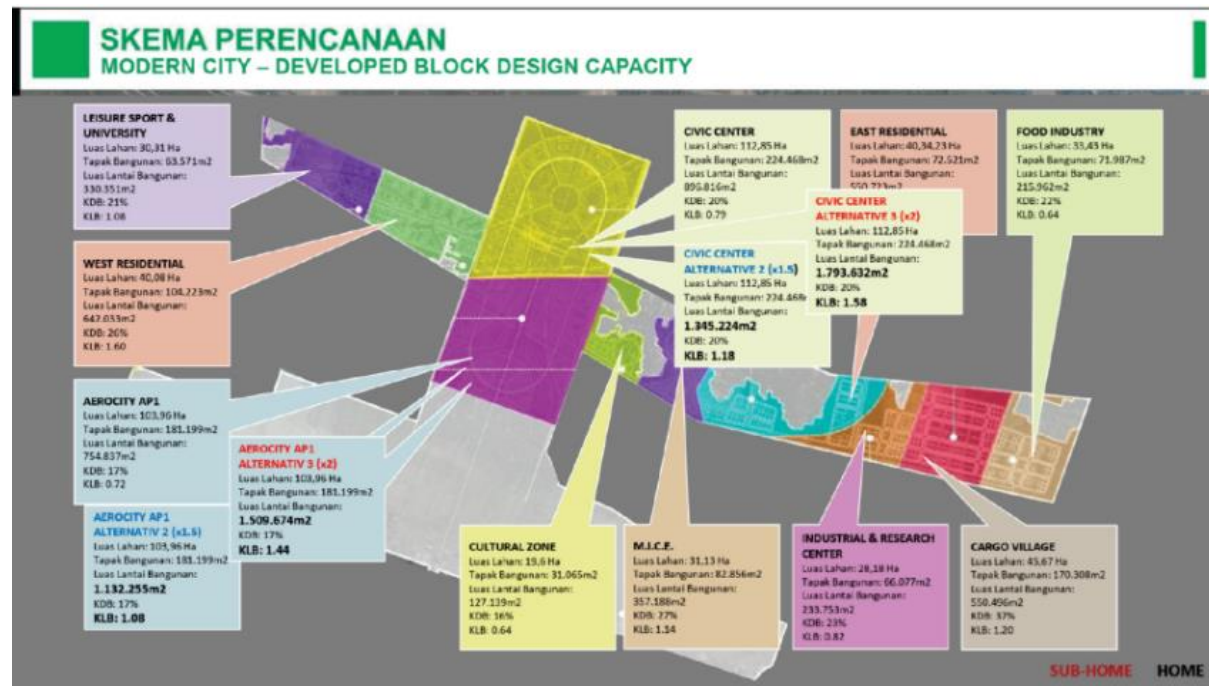 SKEMA PERENCANAAN
MODERN CITY – DEVELOPED BLOCK DESIGN CAPACITY
LEISURE SPORT &
UNIVERSITY
Luas Lahan: 30,31 Ha
Tapak Bangunan: 63.571m2
Luas Lantai Bangunan:
330.351m2
KDB: 21%
KLB: 1.08
WEST RESIDENTIAL
Luas Lahan: 40,08 Ha
Tapak Bangunan: 104.223m2
Luas Lantai Bangunan:
642.033m2
KDB: 26%
KLB: 1.60
AEROCITY AP1
Luas Lahan: 103,96 Ha
Tapak Bangunan: 181.199m2
Luas Lantai Bangunan:
754.837m2
KDB: 17%
KLB: 0.72
AEROCITY AP1
ALTERNATIV 2 (x1.5)
Luas Lahan: 103,96 Ha
Tapak Bangunan: 181.199m2
Luas Lantai Bangunan:
1.132.255m2
KDB: 17%
KLB: 1.08
AEROCITY AP1
ALTERNATIV 3 (x2)
Luas Lahan: 103,96 Ha
Tapak Bangunan: 181.199m2
Luas Lantai Bangunan:
1.509.674m2
KDB: 17%
KLB: 1.44
CIVIC CENTER
Luas Lahan: 112,85 Ha
Tapak Bangunan: 224.468m2
Luas Lantai Bangunan:
896.816m2
KDB: 20%
KLB: 0.79
CIVIC CENTER
ALTERNATIVE 2 (x1.5)
Luas Lahan: 112,85 Ha
Tapak Bangunan: 224.468
Luas Lantai Bangunan:
1.345.224m2
KDB: 20%
KLB: 1.18
EAST RESIDENTIAL
Luas Lahan: 40,34,23 Ha
Tapak Bangunan: 72.521m2
Luas Lantai Bangunan:
550.723m2
CIVIC CENTER
ALTERNATIVE 3 (x2)
Luas Lahan: 112,85 Ha
Tapak Bangunan: 224.468m2
Luas Lantai Bangunan:
1.793.632m2
KDB: 20%
KLB: 1.58
FOOD INDUSTRY
Luas Lahan: 33,43 Ha
Tapak Bangunan: 71.987m2
Luas Lantai Bangunan:
215.962m2
KDB: 22%
KLB: 0.64
CULTURAL ZONE
Luas Lahan: 19,6 Ha
Tapak Bangunan: 31.065m2
Luas Lantai Bangunan:
127.139m2
KDB: 16%
KLB: 0.64
M.I.C.E.
Luas Lahan: 31,13 Ha
Tapak Bangunan: 82.856m2
Luas Lantai Bangunan:
357.188m2
KDB: 27%
KLB: 1.14
INDUSTRIAL & RESEARCH
CENTER
Luas Lahan: 28,18 Ha
Tapak Bangunan: 66.077m2
Luas Lantai Bangunan:
233.753m2
KDB: 23%
KLB: 0.82
CARGO VILLAGE
Luas Lahan: 45,67 Ha
Tapak Bangunan: 170.308m2
Luas Lantai Bangunan:
550.496m2
KDB: 37%
KLB: 1.20
SUB-HOME HOME